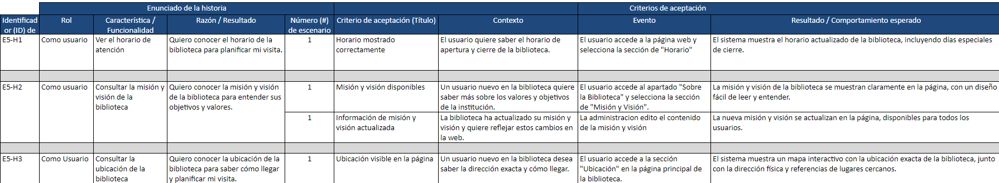 Enunciado de la historia
Criterios de aceptación
Identificad
or (ID) de
Rol
Característica /
Funcionalidad
Razón / Resultado
Número (#)
de escenario
Criterio de aceptación (Título)
Contexto
Evento
Resultado / Comportamiento esperado
E5-H1
Como usuario
Ver el horario de
atención
Quiero conocer el horario de la
biblioteca para planificar mi visita.
1
Horario mostrado
correctamente
El usuario quiere saber el horario de
apertura y cierre de la biblioteca.
El usuario accede a la página web y
selecciona la sección de "Horario"
El sistema muestra el horario actualizado de la biblioteca, incluyendo días especiales
de cierre.
E5-H2
Como usuario
Consultar la misión y
visión de la
biblioteca
Quiero conocer la misión y visión
de la biblioteca para entender sus
objetivos y valores.
1
Misión y visión disponibles
Un usuario nuevo en la biblioteca quiere
saber más sobre los valores y objetivos
de la institución.
El usuario accede al apartado "Sobre
la Biblioteca" y selecciona la sección
de "Misión y Visión".
La misión y visión de la biblioteca se muestran claramente en la página, con un diseño
fácil de leer y entender.
1
Información de misión y
visión actualizada
La biblioteca ha actualizado su misión y
visión y quiere reflejar estos cambios en
la web.
La administracion edito el contenido
de la misión y visión
La nueva misión y visión se actualizan en la página, disponibles para todos los
usuarios.
E5-H3
Como Usuario
Consultar la
ubicación de la
biblioteca
Quiero conocer la ubicación de la
biblioteca para saber cómo llegar
y planificar mi visita.
1
Ubicación visible en la página
Un usuario nuevo en la biblioteca desea
saber la dirección exacta y cómo llegar.
El usuario accede a la sección
"Ubicación" en la página principal de
la biblioteca.
El sistema muestra un mapa interactivo con la ubicación exacta de la biblioteca, junto
con la dirección física y referencias de lugares cercanos.